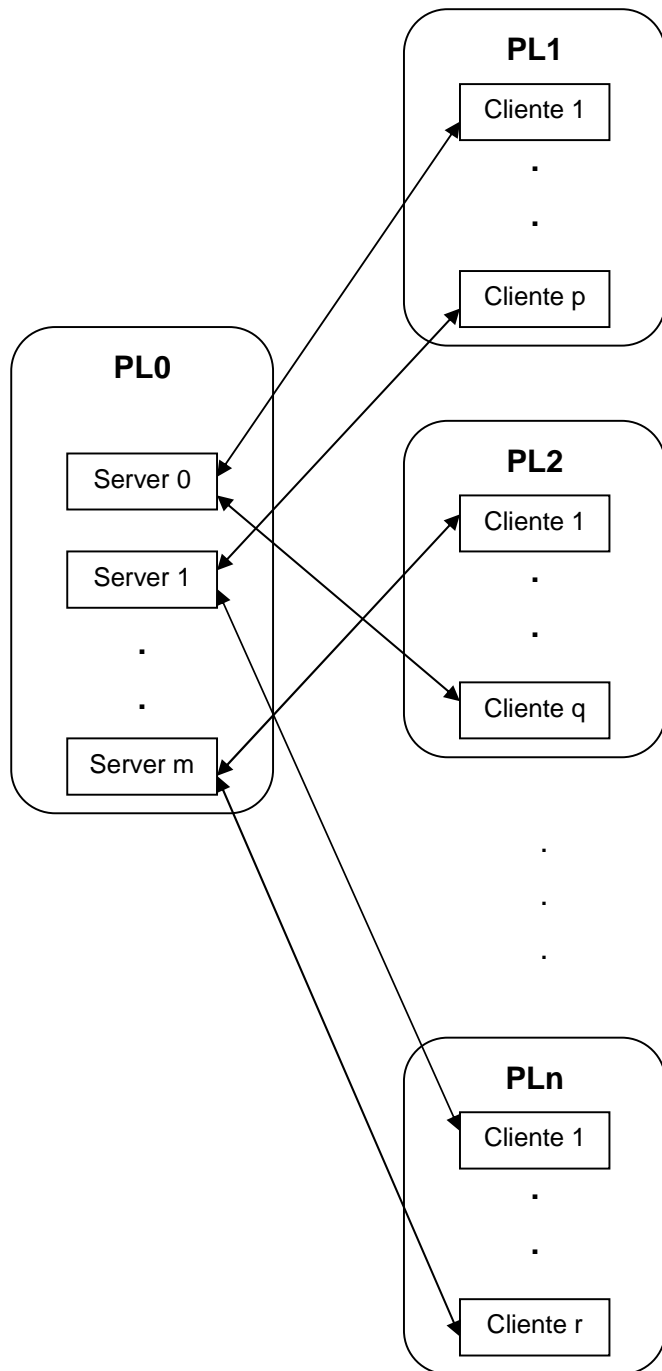 PL1
Cliente 1
.
.
Cliente p
PL0
Server 0
Server 1
.
.
Server m
PL2
Cliente 1
.
.
Cliente q
.
.
.
PLn
Cliente 1
.
.
Cliente r